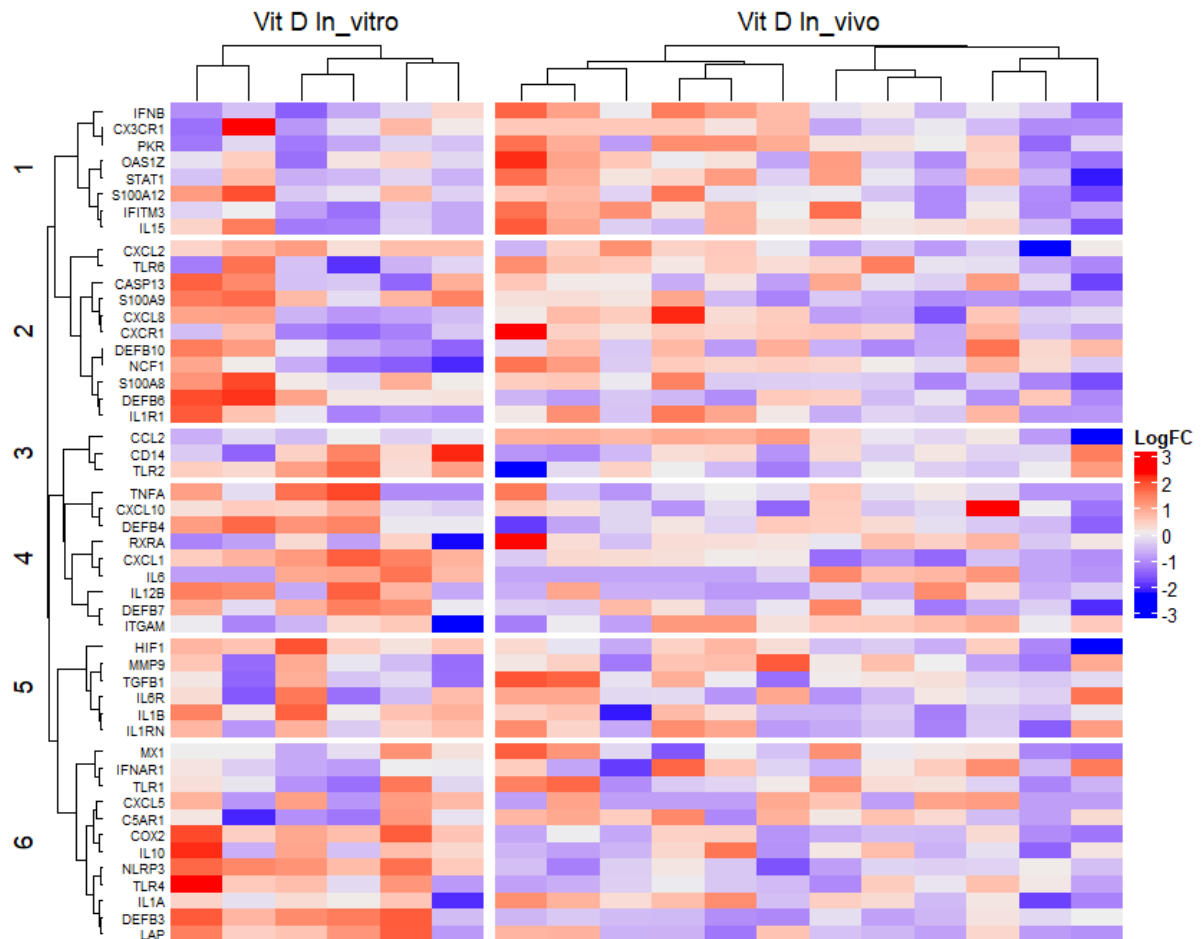 Vit D In_vitro
Vit D In_vivo
1
IFNB
CX3CR1
PKR
OAS1Z
STAT1
S100A12
IFITM3
IL15
2
CXCL2
TLR6
CASP13
S100A9
CXCL8
CXCR1
DEFB10
NCF1
S100A8
DEFB6
IL1R1
3
CCL2
CD14
TLR2
4
TNFA
CXCL10
DEFB4
RXRA
CXCL1
IL6
IL12B
DEFB7
ITGAM
5
HIF1
MMP9
TGFB1
IL6R
IL1B
IL1RN
6
MX1
IFNAR1
TLR1
CXCL5
C5AR1
COX2
IL10
NLRP3
TLR4
IL1A
DEFB3
LAP
LogFC
3
2
1
0
-1
-2
-3